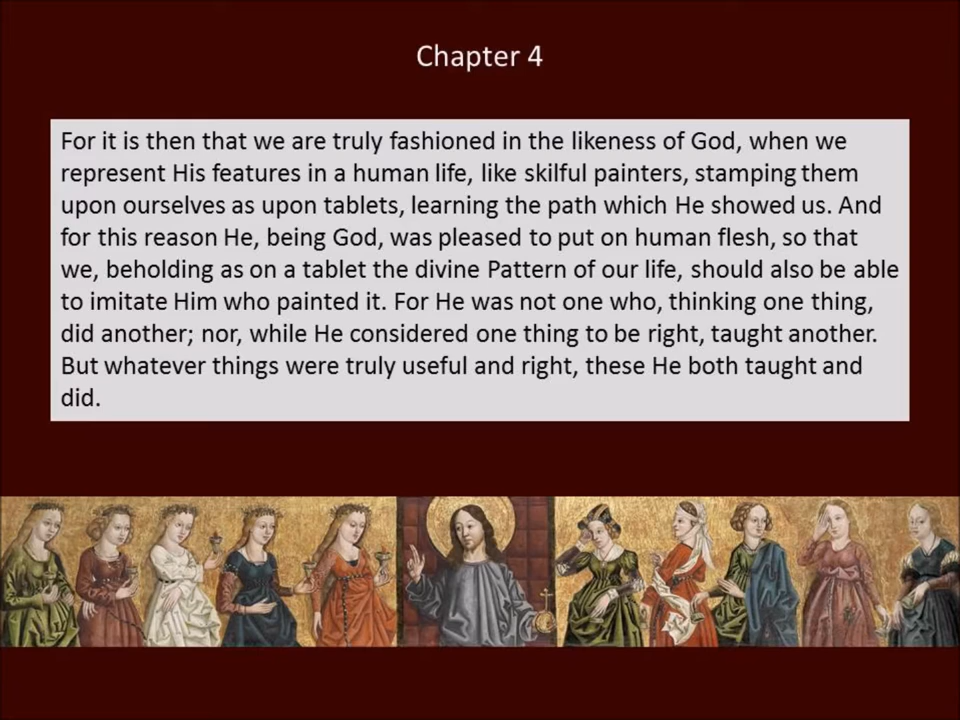 Chapter 4
For it is then that we are truly fashioned in the likeness of God, when we
represent His features in a human life, like skilful painters, stamping them
upon ourselves as upon tablets, learning the path which He showed us. And
for this reason He, being God, was pleased to put on human flesh, so that
we, beholding as on a tablet the divine Pattern of our life, should also be able
to imitate Him who painted it. For He was not one who, thinking one thing,
did another; nor, while He considered one thing to be right, taught another.
But whatever things were truly useful and right, these He both taught and
did.